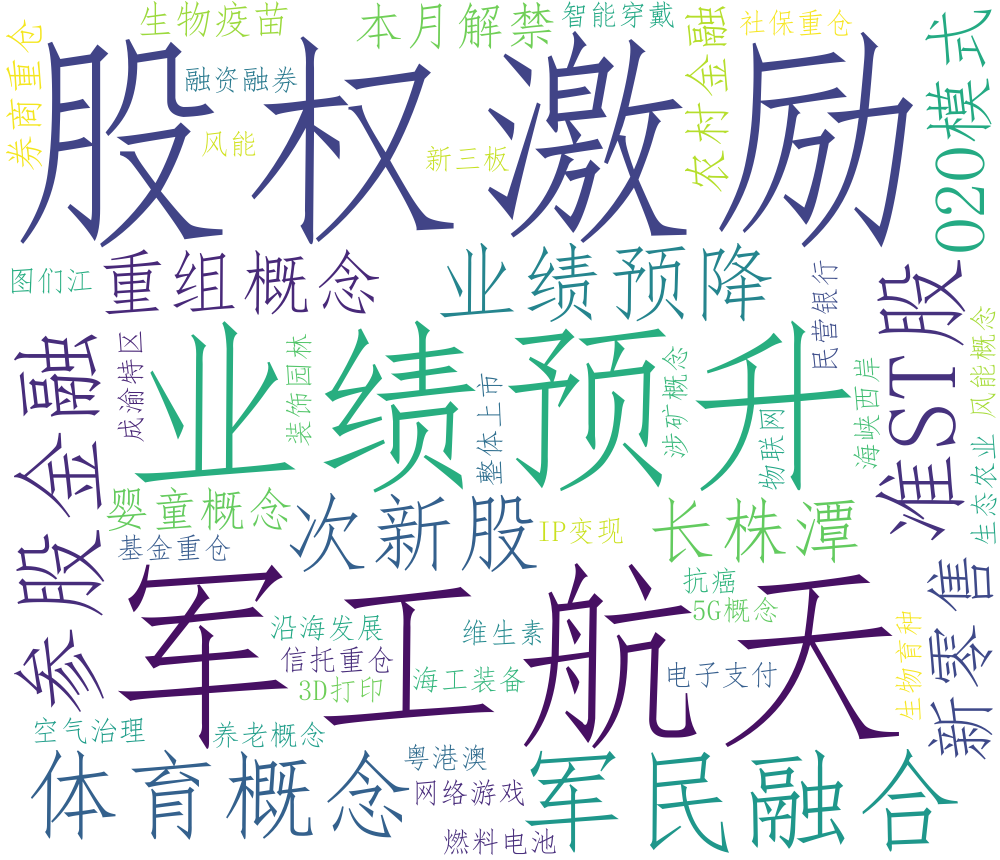 券商重仓
生物疫苗
本月解禁
智能穿戴
社保重仓
O2O模式
股权激励
融资融券
风能
新三板
农村金融
图们江
重组概念
业绩预降
民营银行
准ST股
风能概念
参股金融
成渝特区
装饰园林
业绩预升
整体上市
涉矿概念
物联网
海峡西岸
生态农业
婴童概念
基金重仓
次新股
IP变现
长株潭
军工航天
抗癌
5G概念
新零售
沿海发展
信托重仓
3D打印
维生素
海工装备
电子支付
生物育种
空气治理
养老概念
体育概念
粤港澳
网络游戏
燃料电池
军民融合